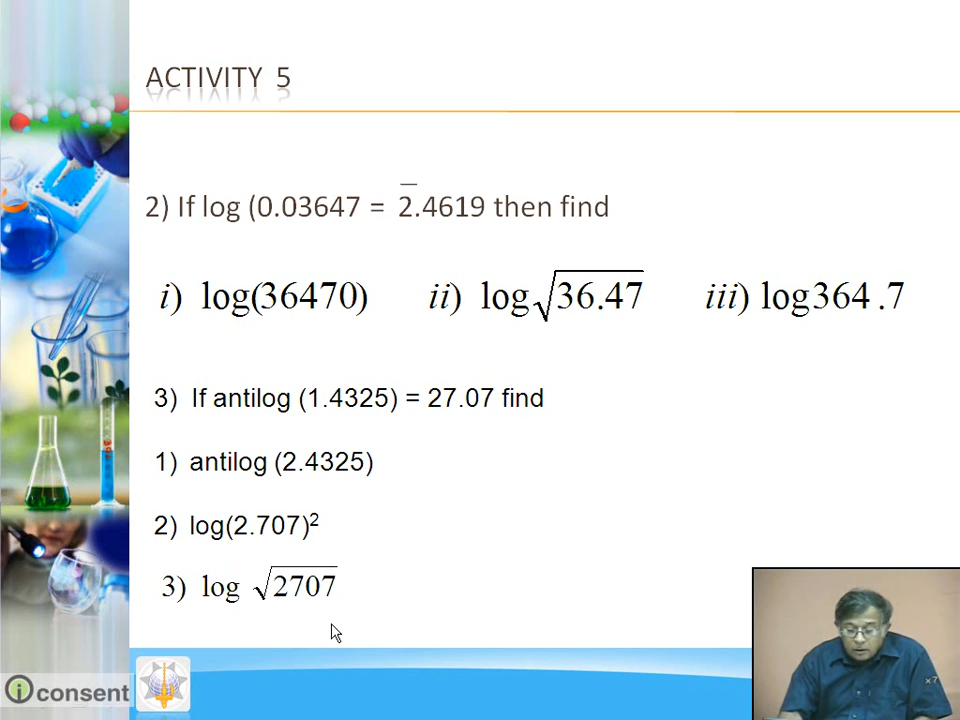 ACTIVITY 5
2) If log (0.03647 = 2̅.4619 then find
i) log(36470) ii) log√36.47 iii) log364.7
3) If antilog (1.4325) = 27.07 find
1) antilog (2.4325)
2) log(2.707)²
3) log √2707
iconsent